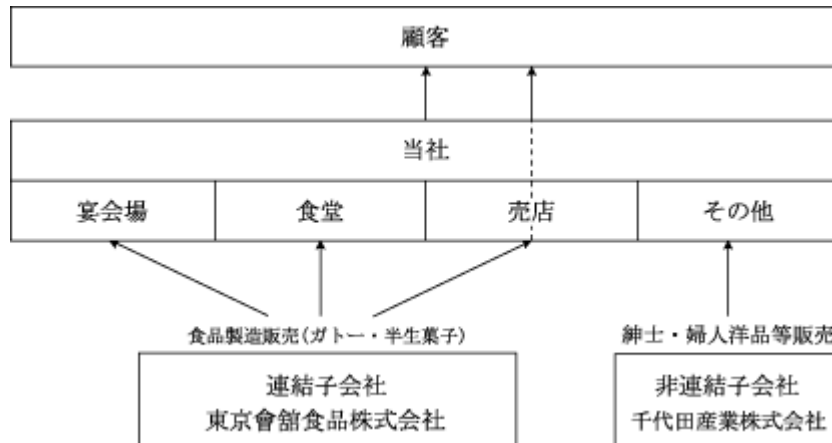 顧客
当社
宴会場 食堂 売店 その他
食品製造販売(ガトー・半生菓子) 紳士・婦人洋品等販売
連結子会社 非連結子会社
東京會舘食品株式会社 千代田産業株式会社